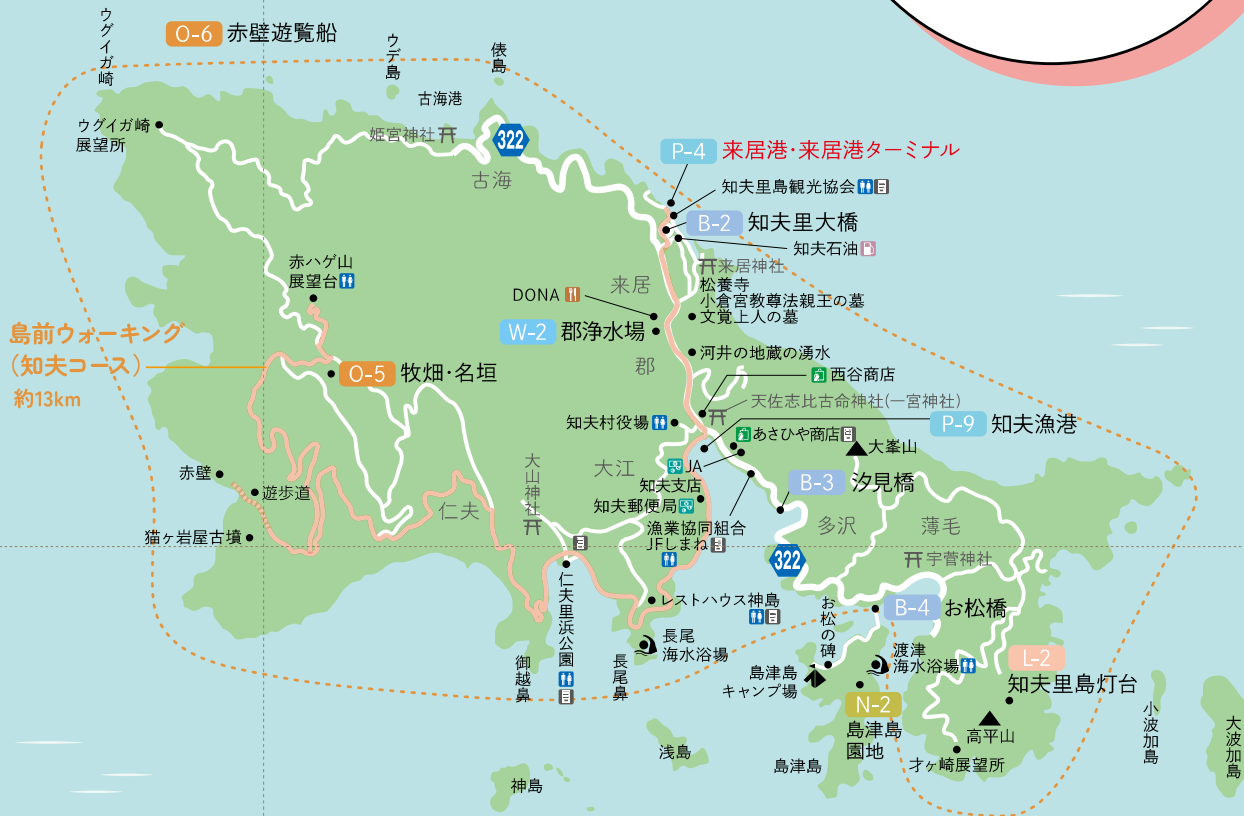 ウグイガ崎
O-6 赤壁遊覧船
ウデ島
俵島
古海港
ウグイガ崎
展望所
姫宮神社
322
古海
P-4 来居港・来居港ターミナル
知夫里島観光協会
B-2 知夫里大橋
知夫石油
来居神社
松養寺
小倉宮教尊法親王の墓
文覚上人の墓
赤ハゲ山
展望台
来居
DONA
W-2 郡浄水場
郡
河井の地蔵の湧水
島前ウォーキング
(知夫コース)
約13km
O-5 牧畑・名垣
西谷商店
天佐志比古命神社(一宮神社)
知夫村役場
P-9 知夫漁港
あさひや商店
大峯山
赤壁
遊歩道
猫ヶ岩屋古墳
仁夫
大山神社
大江
JA
知夫支店
知夫郵便局
漁業協同組合
JFしまね
B-3 汐見橋
多沢
薄毛
322
宇菅神社
仁夫里浜公園
レストハウス神島
お松の碑
B-4 お松橋
御越鼻
長尾鼻
長尾
海水浴場
島津島
キャンプ場
渡津
海水浴場
L-2
知夫里島灯台
N-2
島津島
園地
高平山
浅島
島津島
才ヶ崎展望所
神島
小波加島
大波加島